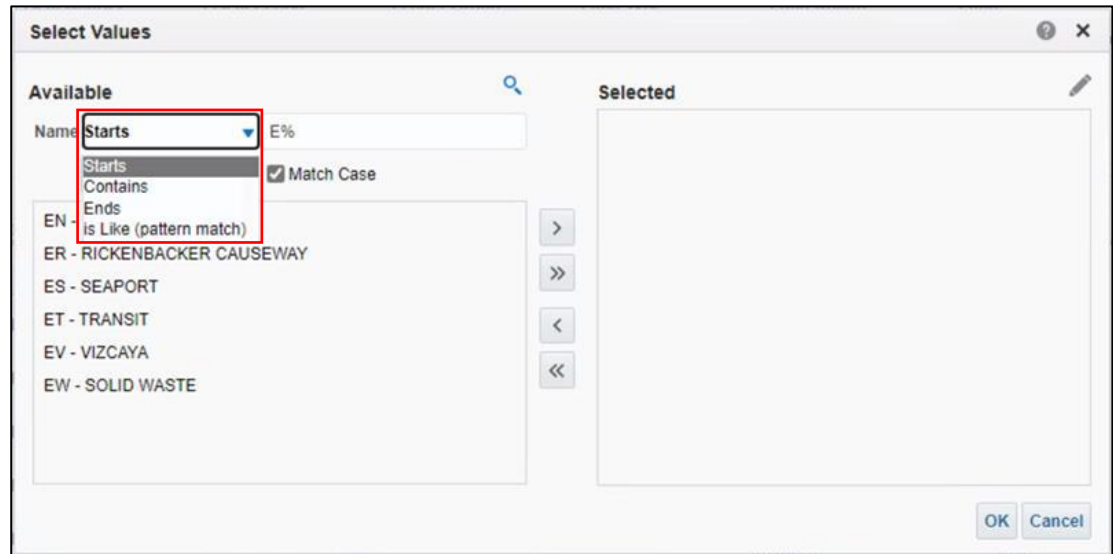 Select Values
Available
Selected
Name Starts E%
Starts
Contains
Ends
is Like (pattern match)
Match Case
EN -
ER - RICKENBACKER CAUSEWAY
ES - SEAPORT
ET - TRANSIT
EV - VIZCAYA
EW - SOLID WASTE
OK Cancel